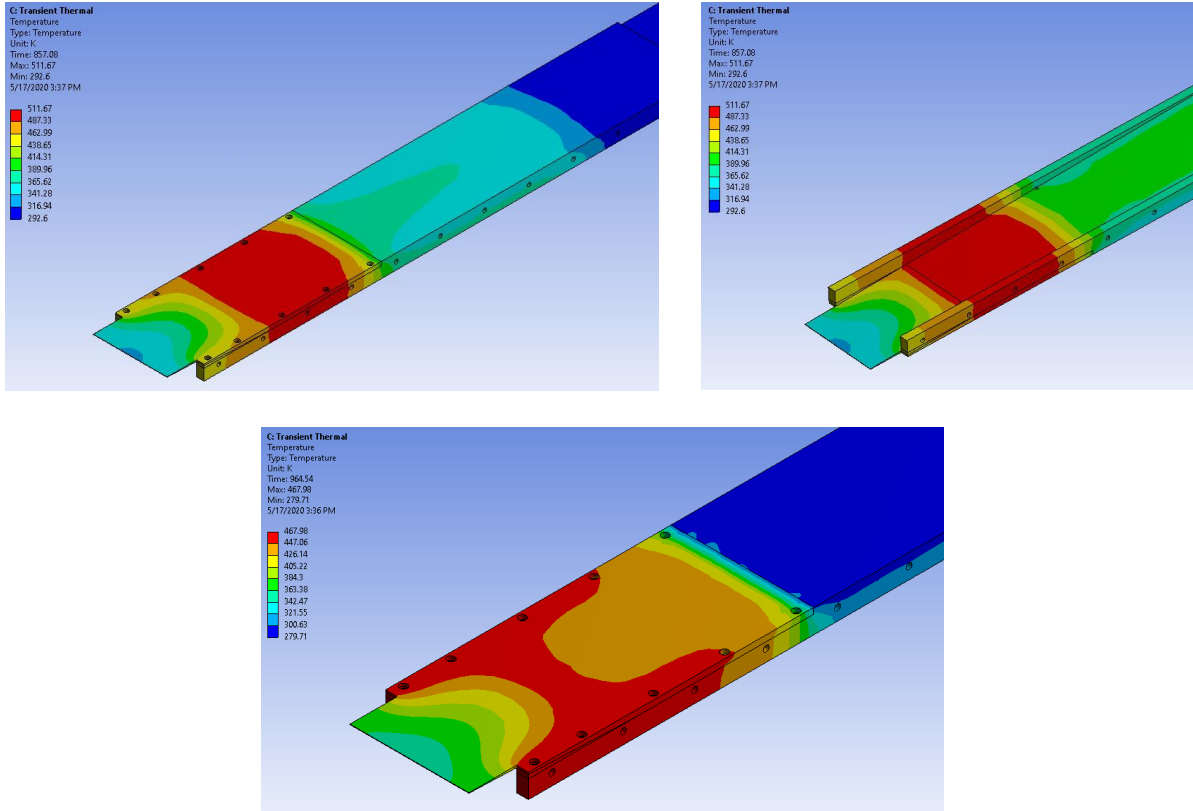 C: Transient Thermal
Temperature
Type: Temperature
Unit: K
Time: 857.08
Max: 511.67
Min: 292.6
5/17/2020 3:37 PM
511.67
487.33
462.99
438.65
414.31
389.96
365.62
341.28
316.94
292.6
C: Transient Thermal
Temperature
Type: Temperature
Unit: K
Time: 857.08
Max: 511.67
Min: 292.6
5/17/2020 3:37 PM
511.67
487.33
462.99
438.65
414.31
389.96
365.62
341.28
316.94
292.6
C: Transient Thermal
Temperature
Type: Temperature
Unit: K
Time: 964.54
Max: 467.98
Min: 279.71
5/17/2020 3:36 PM
467.98
447.06
426.14
405.22
384.3
363.38
342.47
321.55
300.63
279.71